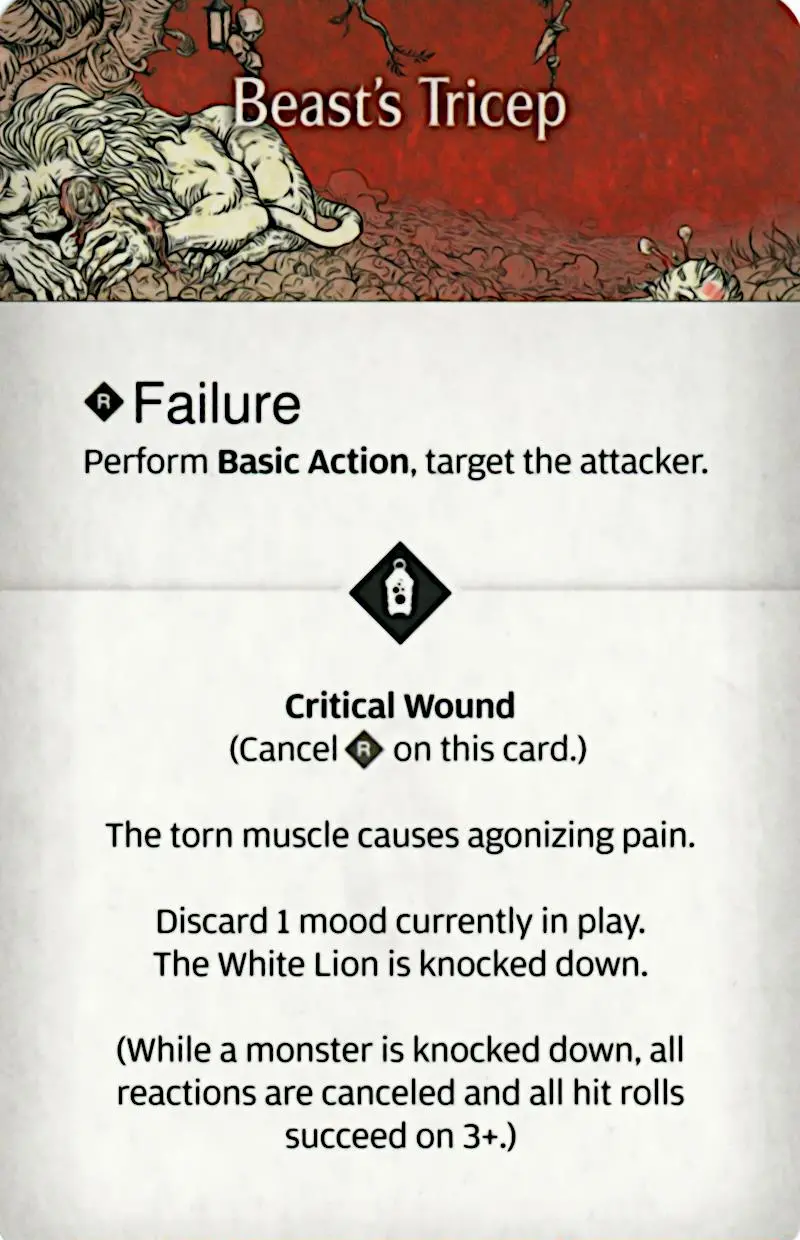 Beast's Tricep
R Failure
Perform Basic Action, target the attacker.
Critical Wound
(Cancel R on this card.)
The torn muscle causes agonizing pain.
Discard 1 mood currently in play.
The White Lion is knocked down.
(While a monster is knocked down, all
reactions are canceled and all hit rolls
succeed on 3+.)